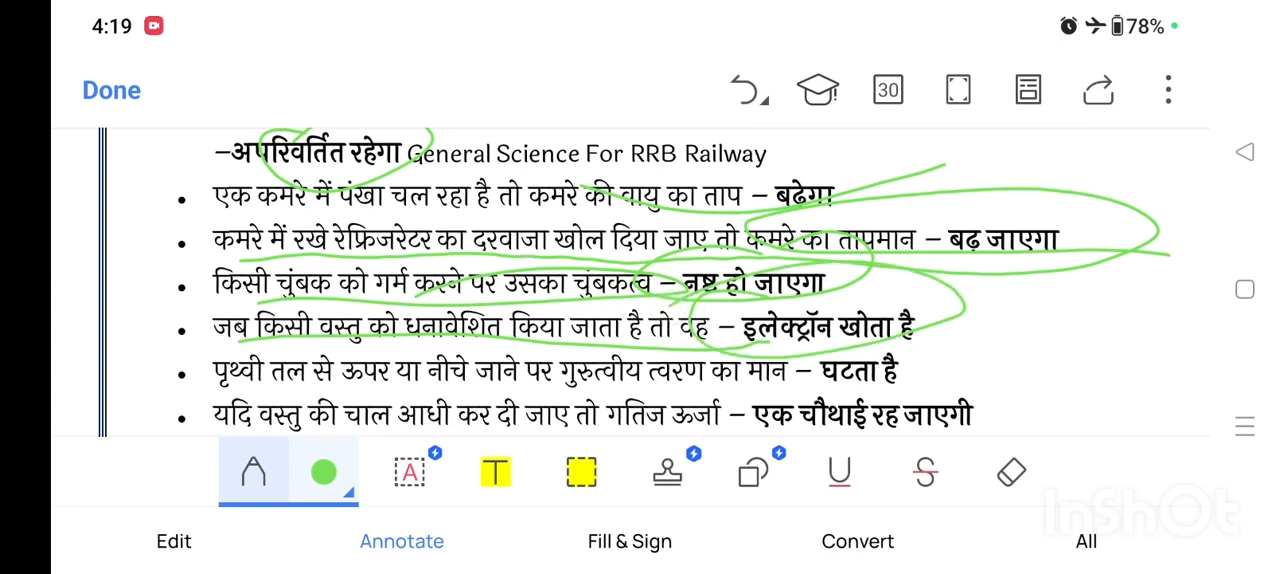 4:19
78%
Done
30
–अपरिवर्तित रहेगा General Science For RRB Railway
• एक कमरे में पंखा चल रहा है तो कमरे की वायु का ताप – बढ़ेगा
• कमरे में रखे रेफ्रिजरेटर का दरवाजा खोल दिया जाए तो कमरे का तापमान – बढ़ जाएगा
• किसी चुंबक को गर्म करने पर उसका चुंबकत्व – नष्ट हो जाएगा
• जब किसी वस्तु को धनावेशित किया जाता है तो वह – इलेक्ट्रॉन खोता है
• पृथ्वी तल से ऊपर या नीचे जाने पर गुरुत्वीय त्वरण का मान – घटता है
• यदि वस्तु की चाल आधी कर दी जाए तो गतिज ऊर्जा – एक चौथाई रह जाएगी
A T U S
InShOt
Edit Annotate Fill & Sign Convert All